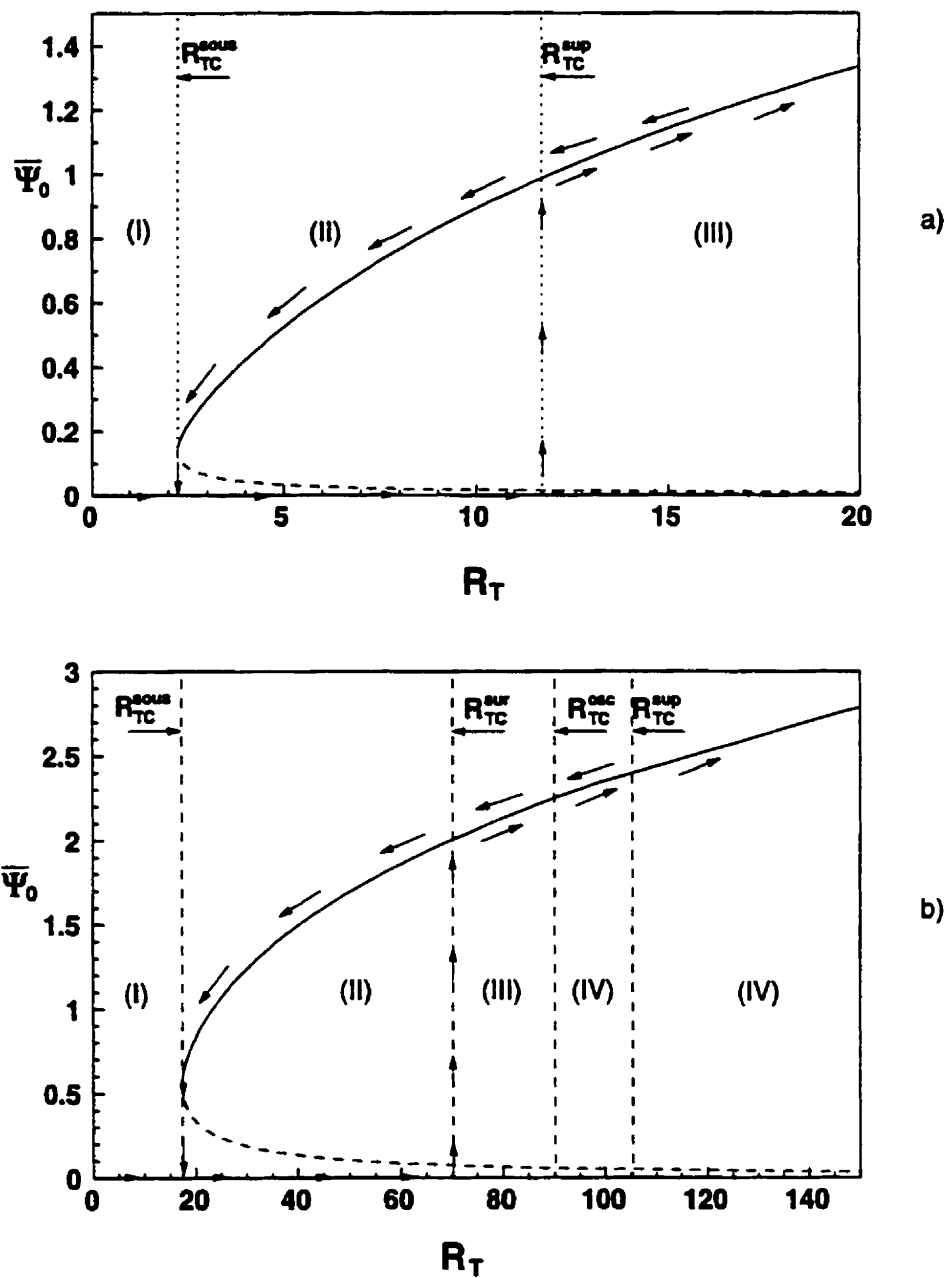 R_TC^sous R_TC^sup
1.4
1.2
1
0.8
0.6
0.4
0.2
0
Ψ̅₀
(I) (II) (III)
a)
0 5 10 15 20
R_T
R_TC^sous R_TC^sur R_TC^osc R_TC^sup
3
2.5
2
1.5
1
0.5
0
Ψ̅₀
(I) (II) (III) (IV) (IV)
b)
0 20 40 60 80 100 120 140
R_T